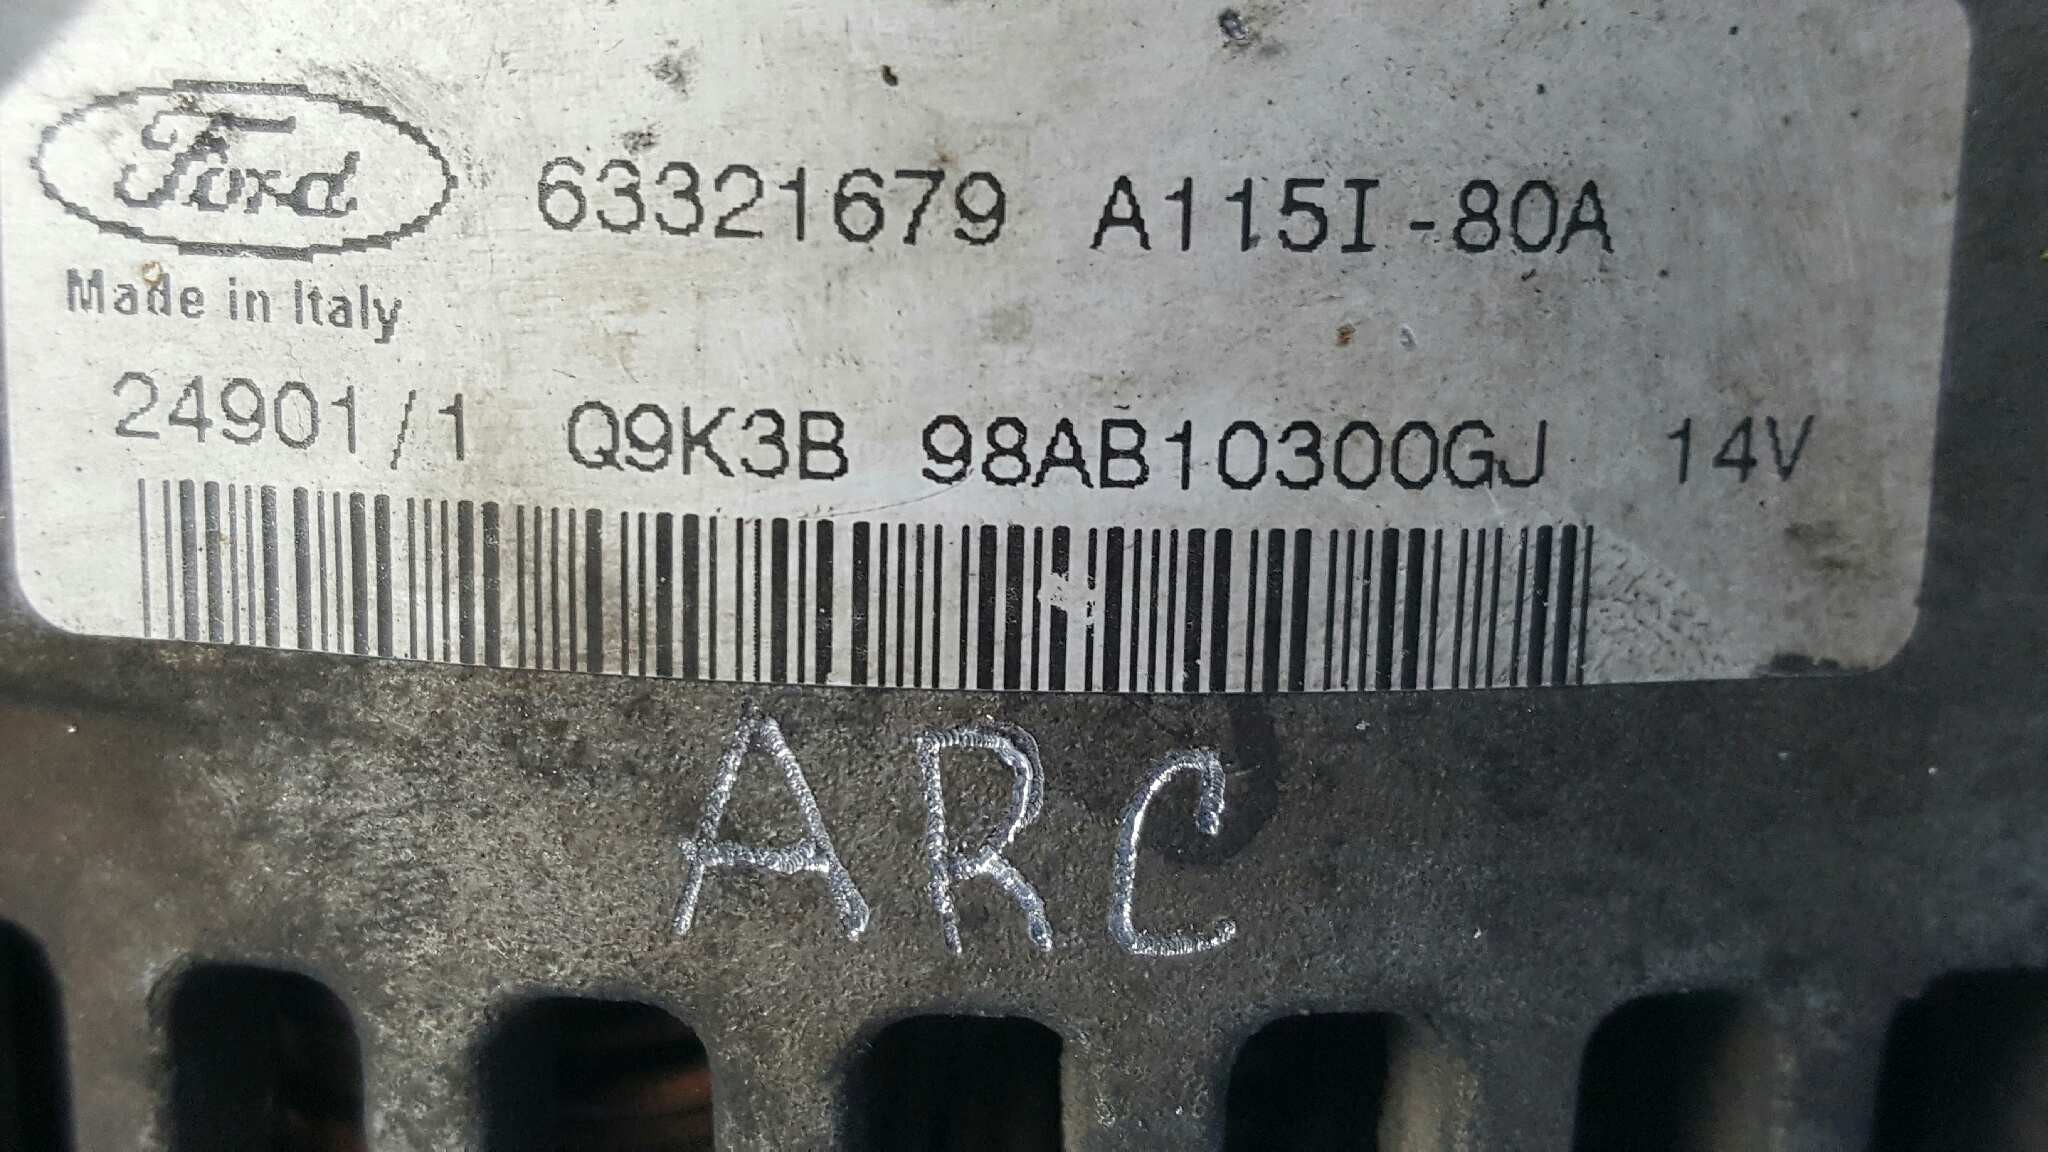 Ford 63321679 A115I-80A
Made in Italy
24901/1 Q9K3B 98AB10300GJ 14V
ARC